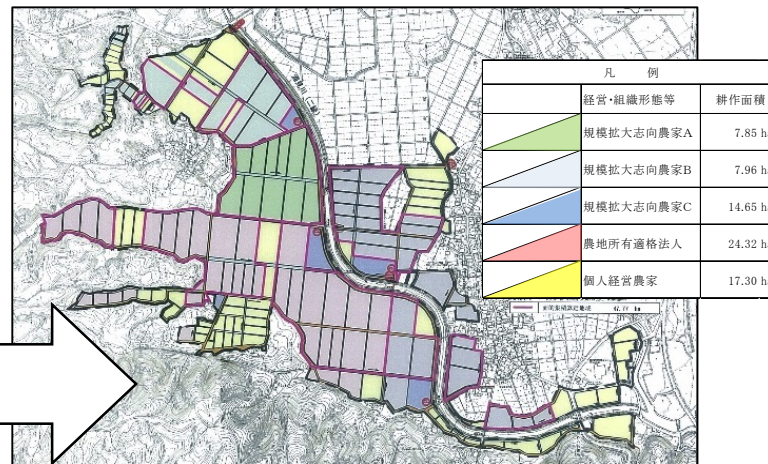 凡 例
経営・組織形態等 耕作面積
規模拡大志向農家A 7.85 h
規模拡大志向農家B 7.96 h
規模拡大志向農家C 14.65 h
農地所有適格法人 24.32 h
個人経営農家 17.30 h